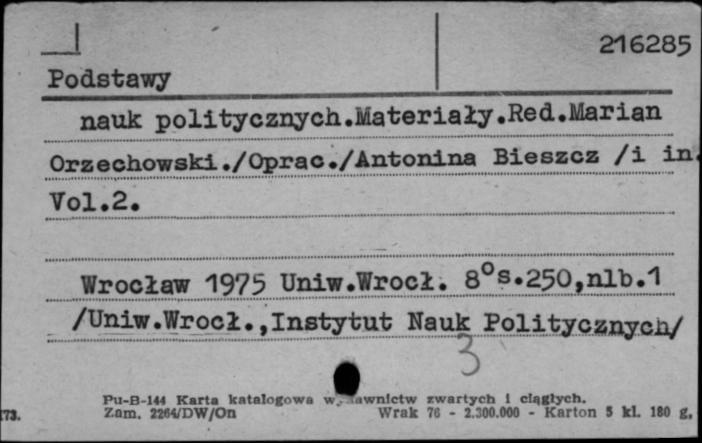 216285
Podstawy
nauk politycznych.Materiały.Red.Marian
Orzechowski./Oprac./Antonina Bieszcz /i in.
Vol.2.
Wrocław 1975 Uniw.Wrocł. 8°s.250,nlb.1
/Uniw.Wrocł.,Instytut Nauk Politycznych/
3
Pu-B-144 Karta katalogowa zwartych i ciągłych.
173. Zam. 2264/DW/On Wrak 76 - 2.300.000 - Karton 5 kl. 180 g.